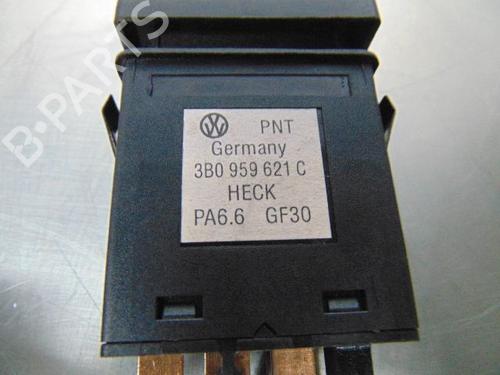 B-PARTS
PNT
Germany
3B0 959 621 C
HECK
PA6.6 GF30